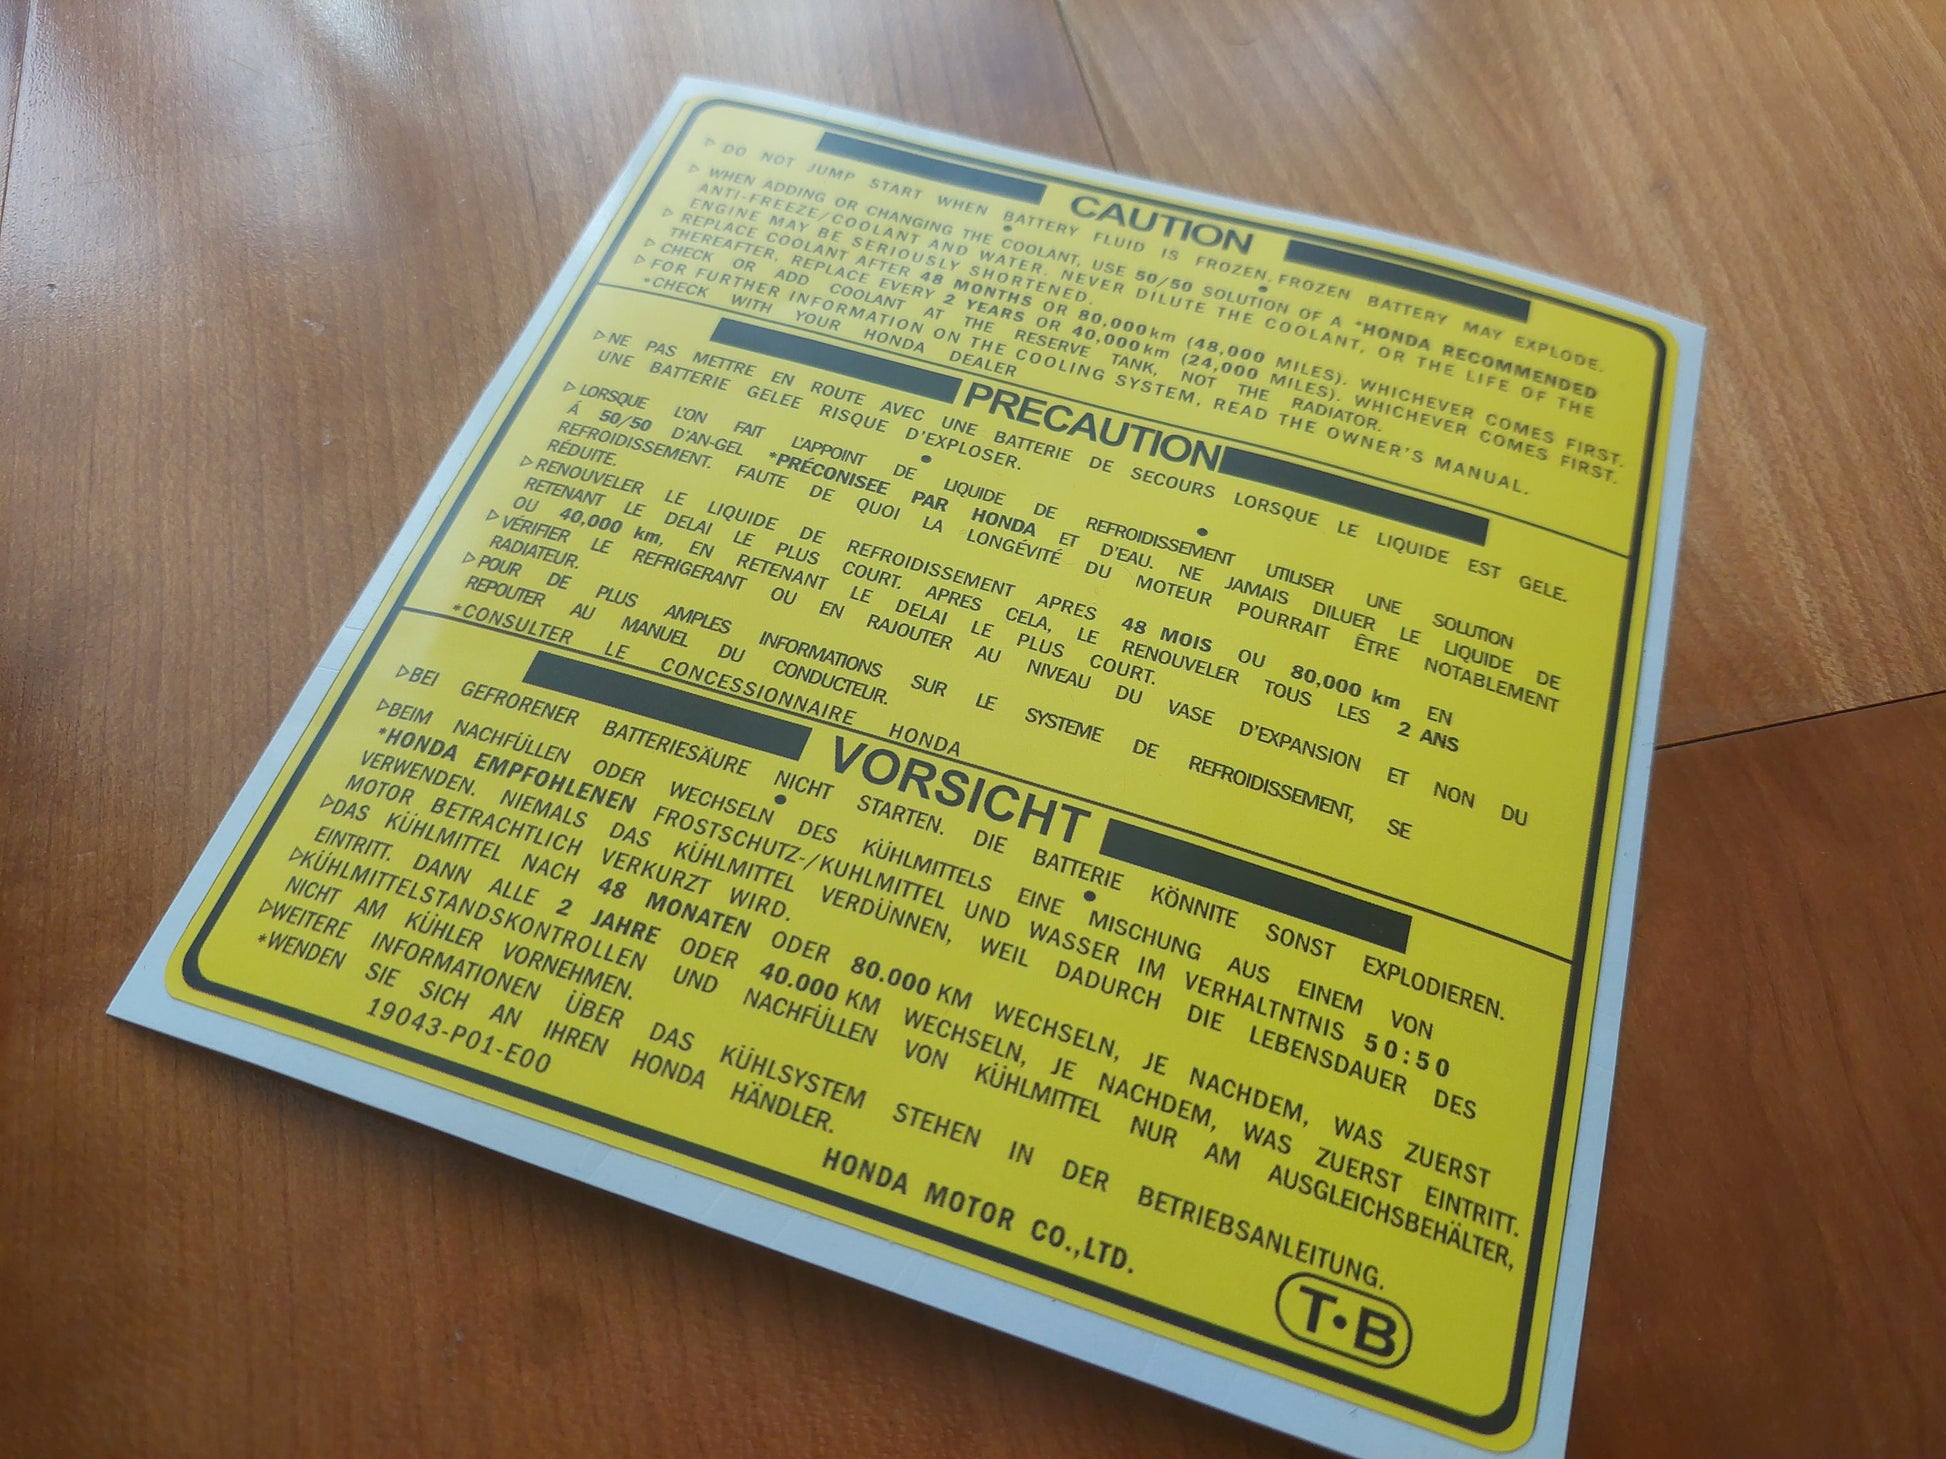 CAUTION
▷ DO NOT JUMP START WHEN BATTERY FLUID IS FROZEN. FROZEN BATTERY MAY EXPLODE.
▷ WHEN ADDING OR CHANGING THE COOLANT, USE 50/50 SOLUTION OF A *HONDA RECOMMENDED
ANTI-FREEZE/COOLANT AND WATER. NEVER DILUTE THE COOLANT, OR THE LIFE OF THE
ENGINE MAY BE SERIOUSLY SHORTENED.
▷ REPLACE COOLANT AFTER 48 MONTHS OR 80,000km (48,000 MILES). WHICHEVER COMES FIRST.
THEREAFTER, REPLACE EVERY 2 YEARS OR 40,000km (24,000 MILES). WHICHEVER COMES FIRST.
▷ CHECK OR ADD COOLANT AT THE RESERVE TANK, NOT THE RADIATOR.
▷ FOR FURTHER INFORMATION ON THE COOLING SYSTEM, READ THE OWNER'S MANUAL.
*CHECK WITH YOUR HONDA DEALER
PRECAUTION
▷NE PAS METTRE EN ROUTE AVEC UNE BATTERIE DE SECOURS LORSQUE LE LIQUIDE EST GELE.
UNE BATTERIE GELEE RISQUE D'EXPLOSER.
▷LORSQUE L'ON FAIT L'APPOINT DE LIQUIDE DE REFROIDISSEMENT UTILISER UNE SOLUTION
Á 50/50 D'AN-GEL *PRÉCONISEE PAR HONDA ET D'EAU. NE JAMAIS DILUER LE LIQUIDE DE
REFROIDISSEMENT. FAUTE DE QUOI LA LONGÉVITÉ DU MOTEUR POURRAIT ÊTRE NOTABLEMENT
RÉDUITE.
▷RENOUVELER LE LIQUIDE DE REFROIDISSEMENT APRES 48 MOIS OU 80,000 km EN
RETENANT LE DELAI LE PLUS COURT. APRES CELA, LE RENOUVELER TOUS LES 2 ANS
OU 40,000 km, EN RETENANT LE DELAI LE PLUS COURT.
▷VÉRIFIER LE REFRIGERANT OU EN RAJOUTER AU NIVEAU DU VASE D'EXPANSION ET NON DU
RADIATEUR.
▷POUR DE PLUS AMPLES INFORMATIONS SUR LE SYSTEME DE REFROIDISSEMENT, SE
REPOUTER AU MANUEL DU CONDUCTEUR.
*CONSULTER LE CONCESSIONNAIRE HONDA
VORSICHT
▷BEI GEFRORENER BATTERIESÄURE NICHT STARTEN. DIE BATTERIE KÖNNITE SONST EXPLODIEREN.
▷BEIM NACHFÜLLEN ODER WECHSELN DES KÜHLMITTELS EINE MISCHUNG AUS EINEM VON
*HONDA EMPFOHLENEN FROSTSCHUTZ-/KUHLMITTEL UND WASSER IM VERHALTNTNIS 50:50
VERWENDEN. NIEMALS DAS KÜHLMITTEL VERDÜNNEN, WEIL DADURCH DIE LEBENSDAUER DES
MOTOR BETRACHTLICH VERKURZT WIRD.
▷DAS KÜHLMITTEL NACH 48 MONATEN ODER 80.000 KM WECHSELN, JE NACHDEM, WAS ZUERST
EINTRITT. DANN ALLE 2 JAHRE ODER 40.000 KM WECHSELN, JE NACHDEM, WAS ZUERST EINTRITT.
▷KÜHLMITTELSTANDSKONTROLLEN UND NACHFÜLLEN VON KÜHLMITTEL NUR AM AUSGLEICHSBEHÄLTER,
NICHT AM KÜHLER VORNEHMEN.
▷WEITERE INFORMATIONEN ÜBER DAS KÜHLSYSTEM STEHEN IN DER BETRIEBSANLEITUNG.
*WENDEN SIE SICH AN IHREN HONDA HÄNDLER.
19043-P01-E00
HONDA MOTOR CO.,LTD.
T•B